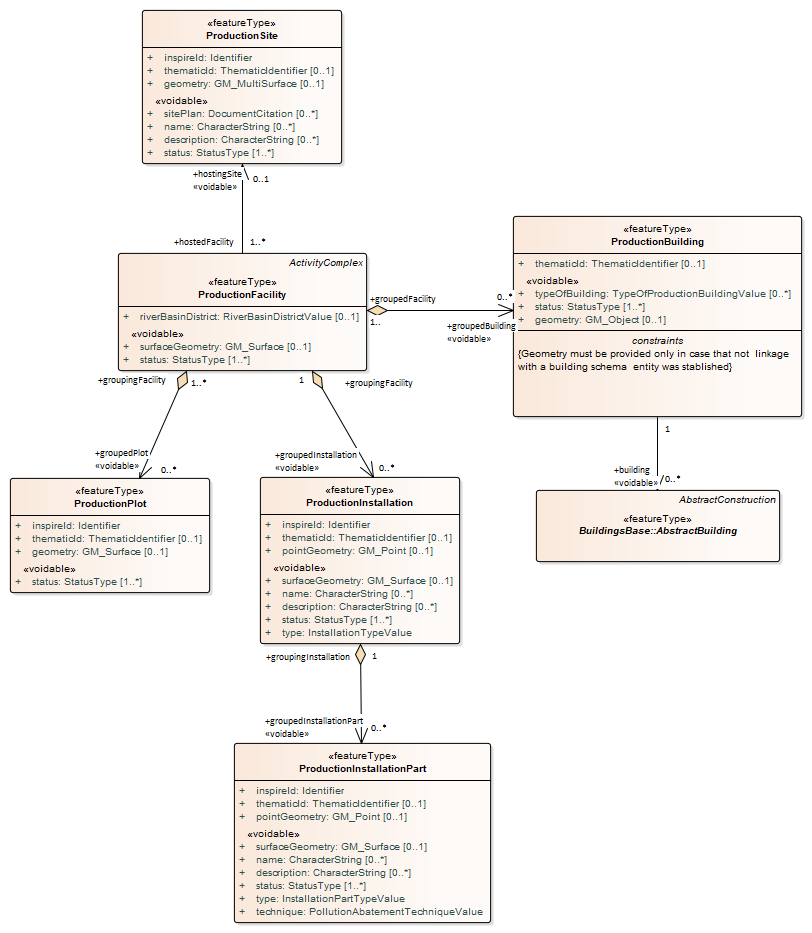 «featureType»
ProductionSite
+ inspireId: Identifier
+ thematicId: ThematicIdentifier [0..1]
+ geometry: GM_MultiSurface [0..1]
«voidable»
+ sitePlan: DocumentCitation [0..*]
+ name: CharacterString [0..*]
+ description: CharacterString [0..*]
+ status: StatusType [1..*]
+hostingSite
0..1
«voidable»
+hostedFacility
1..*
ActivityComplex
«featureType»
ProductionFacility
+ riverBasinDistrict: RiverBasinDistrictValue [0..1]
«voidable»
+ surfaceGeometry: GM_Surface [0..1]
+ status: StatusType [1..*]
+groupedFacility
1..
0..*
+groupedBuilding
«voidable»
«featureType»
ProductionBuilding
+ thematicId: ThematicIdentifier [0..1]
«voidable»
+ typeOfBuilding: TypeOfProductionBuildingValue [0..*]
+ status: StatusType [1..*]
+ geometry: GM_Object [0..1]
constraints
{Geometry must be provided only in case that not linkage
with a building schema entity was stablished}
1
+building
«voidable»
0..*
AbstractConstruction
«featureType»
BuildingsBase::AbstractBuilding
+groupingFacility
1..*
1
+groupingFacility
+groupedPlot
«voidable»
0..*
+groupedInstallation
«voidable»
0..*
«featureType»
ProductionPlot
+ inspireId: Identifier
+ thematicId: ThematicIdentifier [0..1]
+ geometry: GM_Surface [0..1]
«voidable»
+ status: StatusType [1..*]
«featureType»
ProductionInstallation
+ inspireId: Identifier
+ thematicId: ThematicIdentifier [0..1]
+ pointGeometry: GM_Point [0..1]
«voidable»
+ surfaceGeometry: GM_Surface [0..1]
+ name: CharacterString [0..*]
+ description: CharacterString [0..*]
+ status: StatusType [1..*]
+ type: InstallationTypeValue
+groupingInstallation
1
+groupedInstallationPart
«voidable»
0..*
«featureType»
ProductionInstallationPart
+ inspireId: Identifier
+ thematicId: ThematicIdentifier [0..1]
+ pointGeometry: GM_Point [0..1]
«voidable»
+ surfaceGeometry: GM_Surface [0..1]
+ name: CharacterString [0..*]
+ description: CharacterString [0..*]
+ status: StatusType [1..*]
+ type: InstallationPartTypeValue
+ technique: PollutionAbatementTechniqueValue